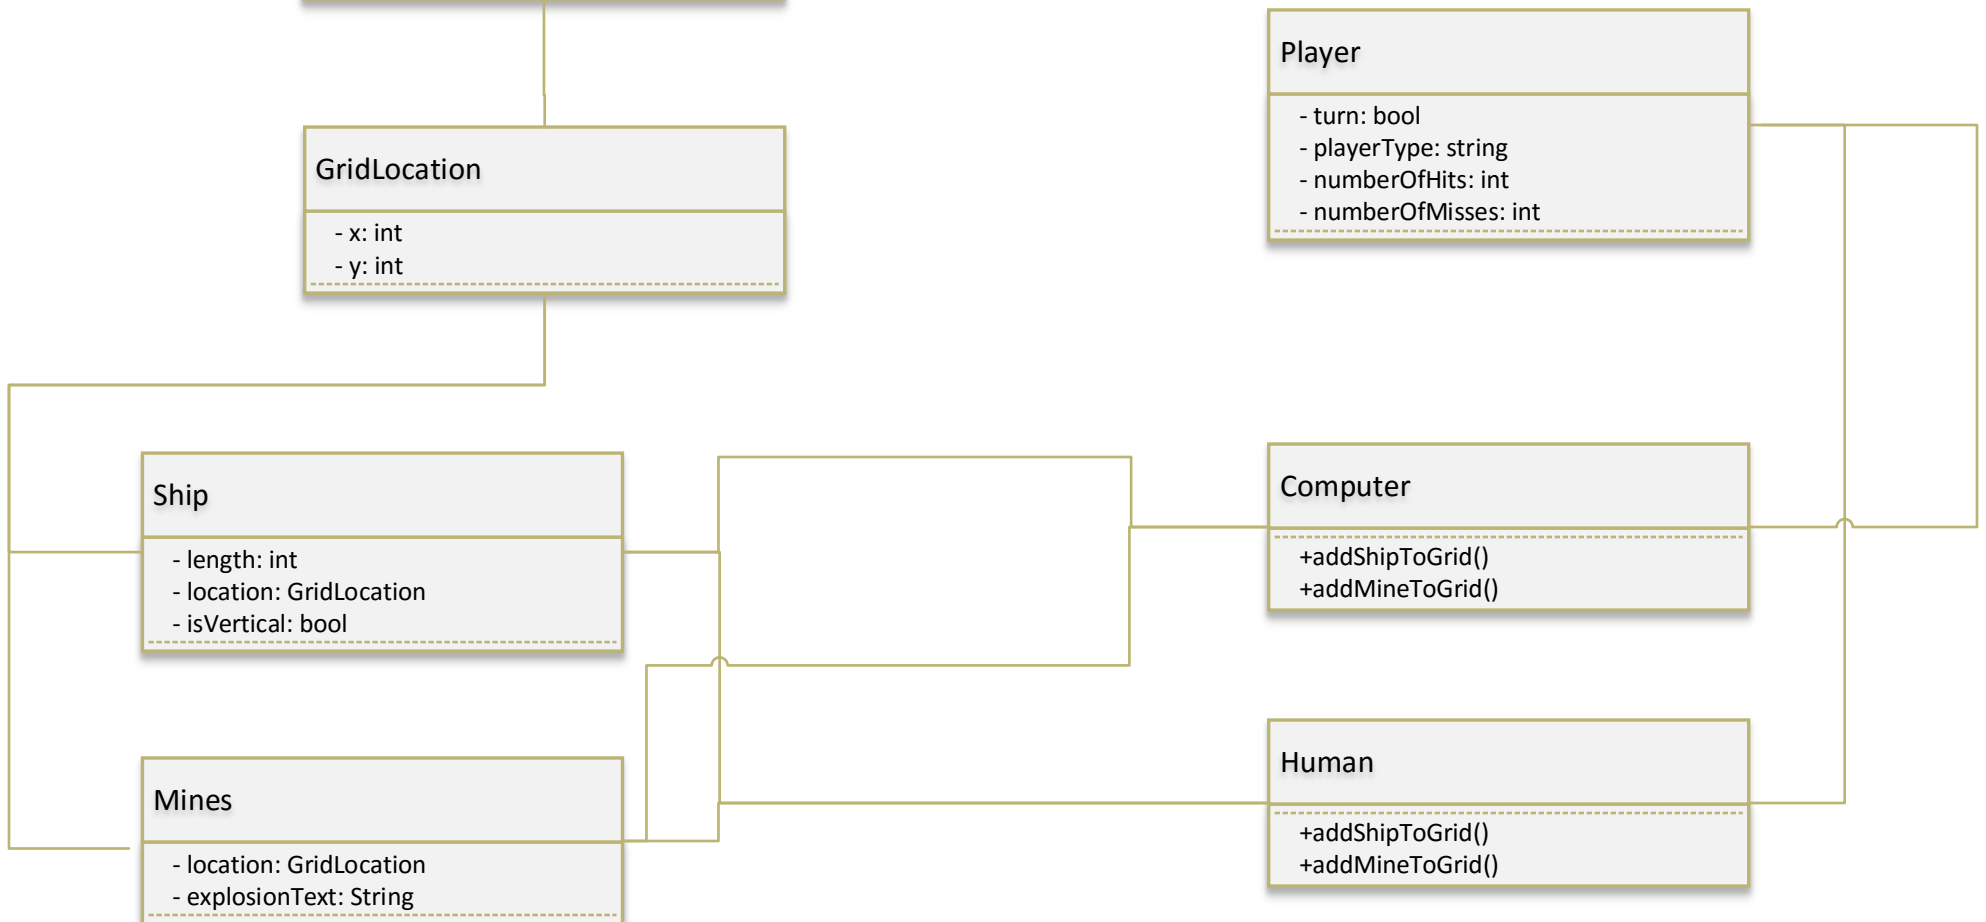 Player
- turn: bool
- playerType: string
- numberOfHits: int
- numberOfMisses: int
GridLocation
- x: int
- y: int
Ship
- length: int
- location: GridLocation
- isVertical: bool
Computer
+addShipToGrid()
+addMineToGrid()
Mines
- location: GridLocation
- explosionText: String
Human
+addShipToGrid()
+addMineToGrid()